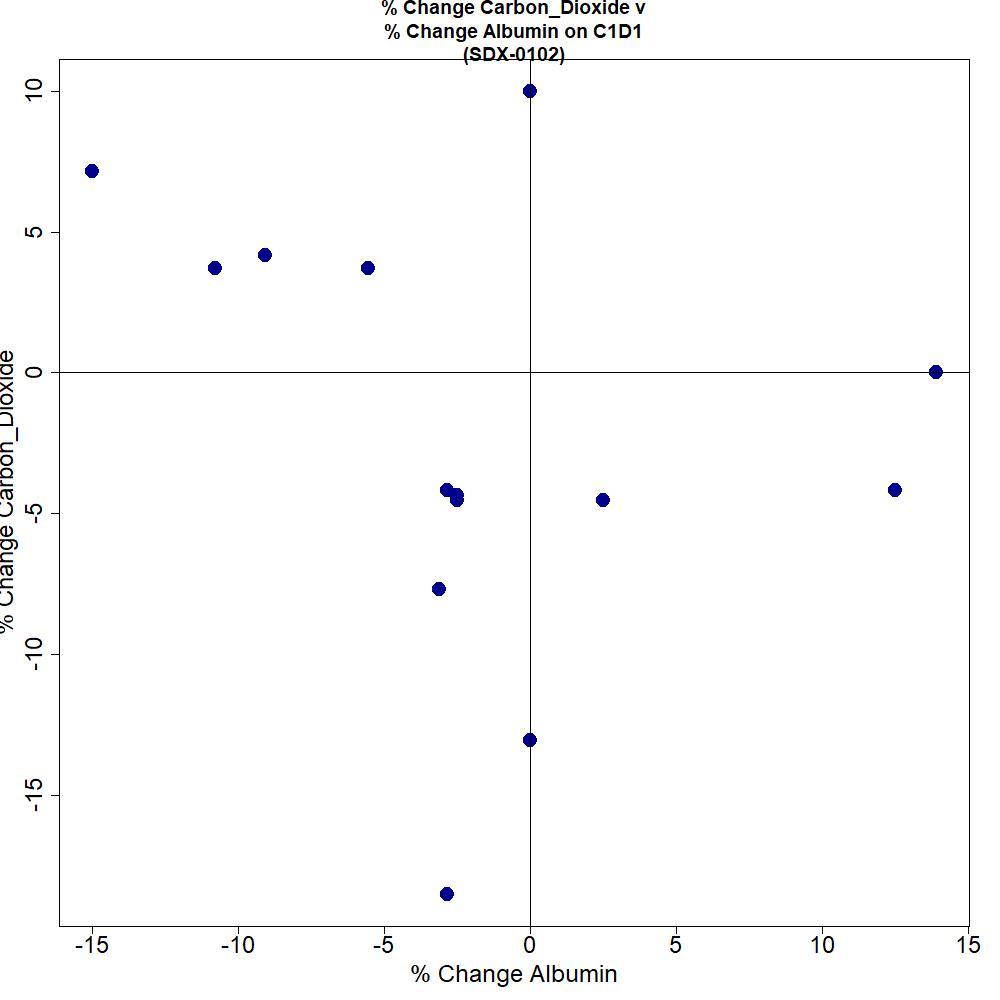 % Change Carbon_Dioxide v
% Change Albumin on C1D1
(SDX-0102)
% Change Carbon_Dioxide
10
5
0
-5
-10
-15
-15
-10
-5
0
5
10
15
% Change Albumin